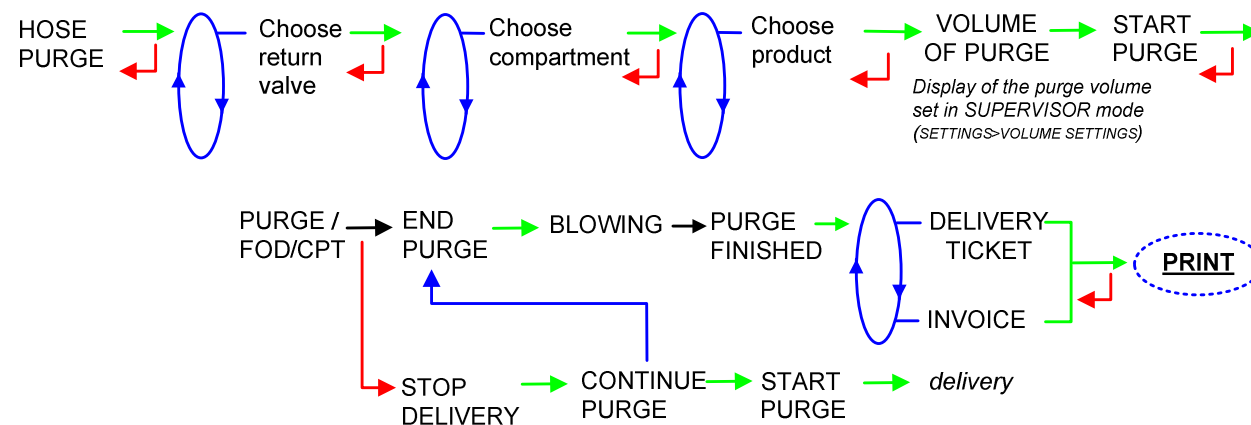 HOSE
PURGE
Choose
return
valve
Choose
compartment
Choose
product
VOLUME
OF PURGE
START
PURGE
Display of the purge volume
set in SUPERVISOR mode
(SETTINGS>VOLUME SETTINGS)
PURGE /
FOD/CPT
END
PURGE
BLOWING
PURGE
FINISHED
DELIVERY
TICKET
PRINT
INVOICE
STOP
DELIVERY
CONTINUE
PURGE
START
PURGE
delivery